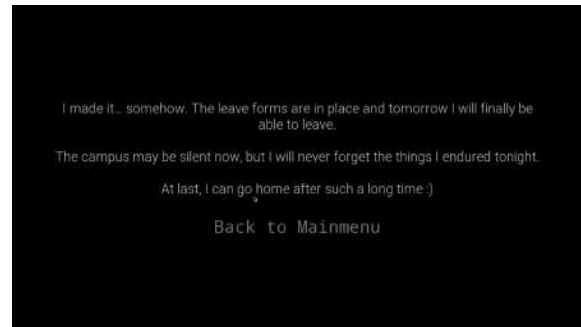 I made it... somehow. The leave forms are in place and tomorrow I will finally be
able to leave.
The campus may be silent now, but I will never forget the things I endured tonight.
At last, I can go home after such a long time :)
Back to Mainmenu